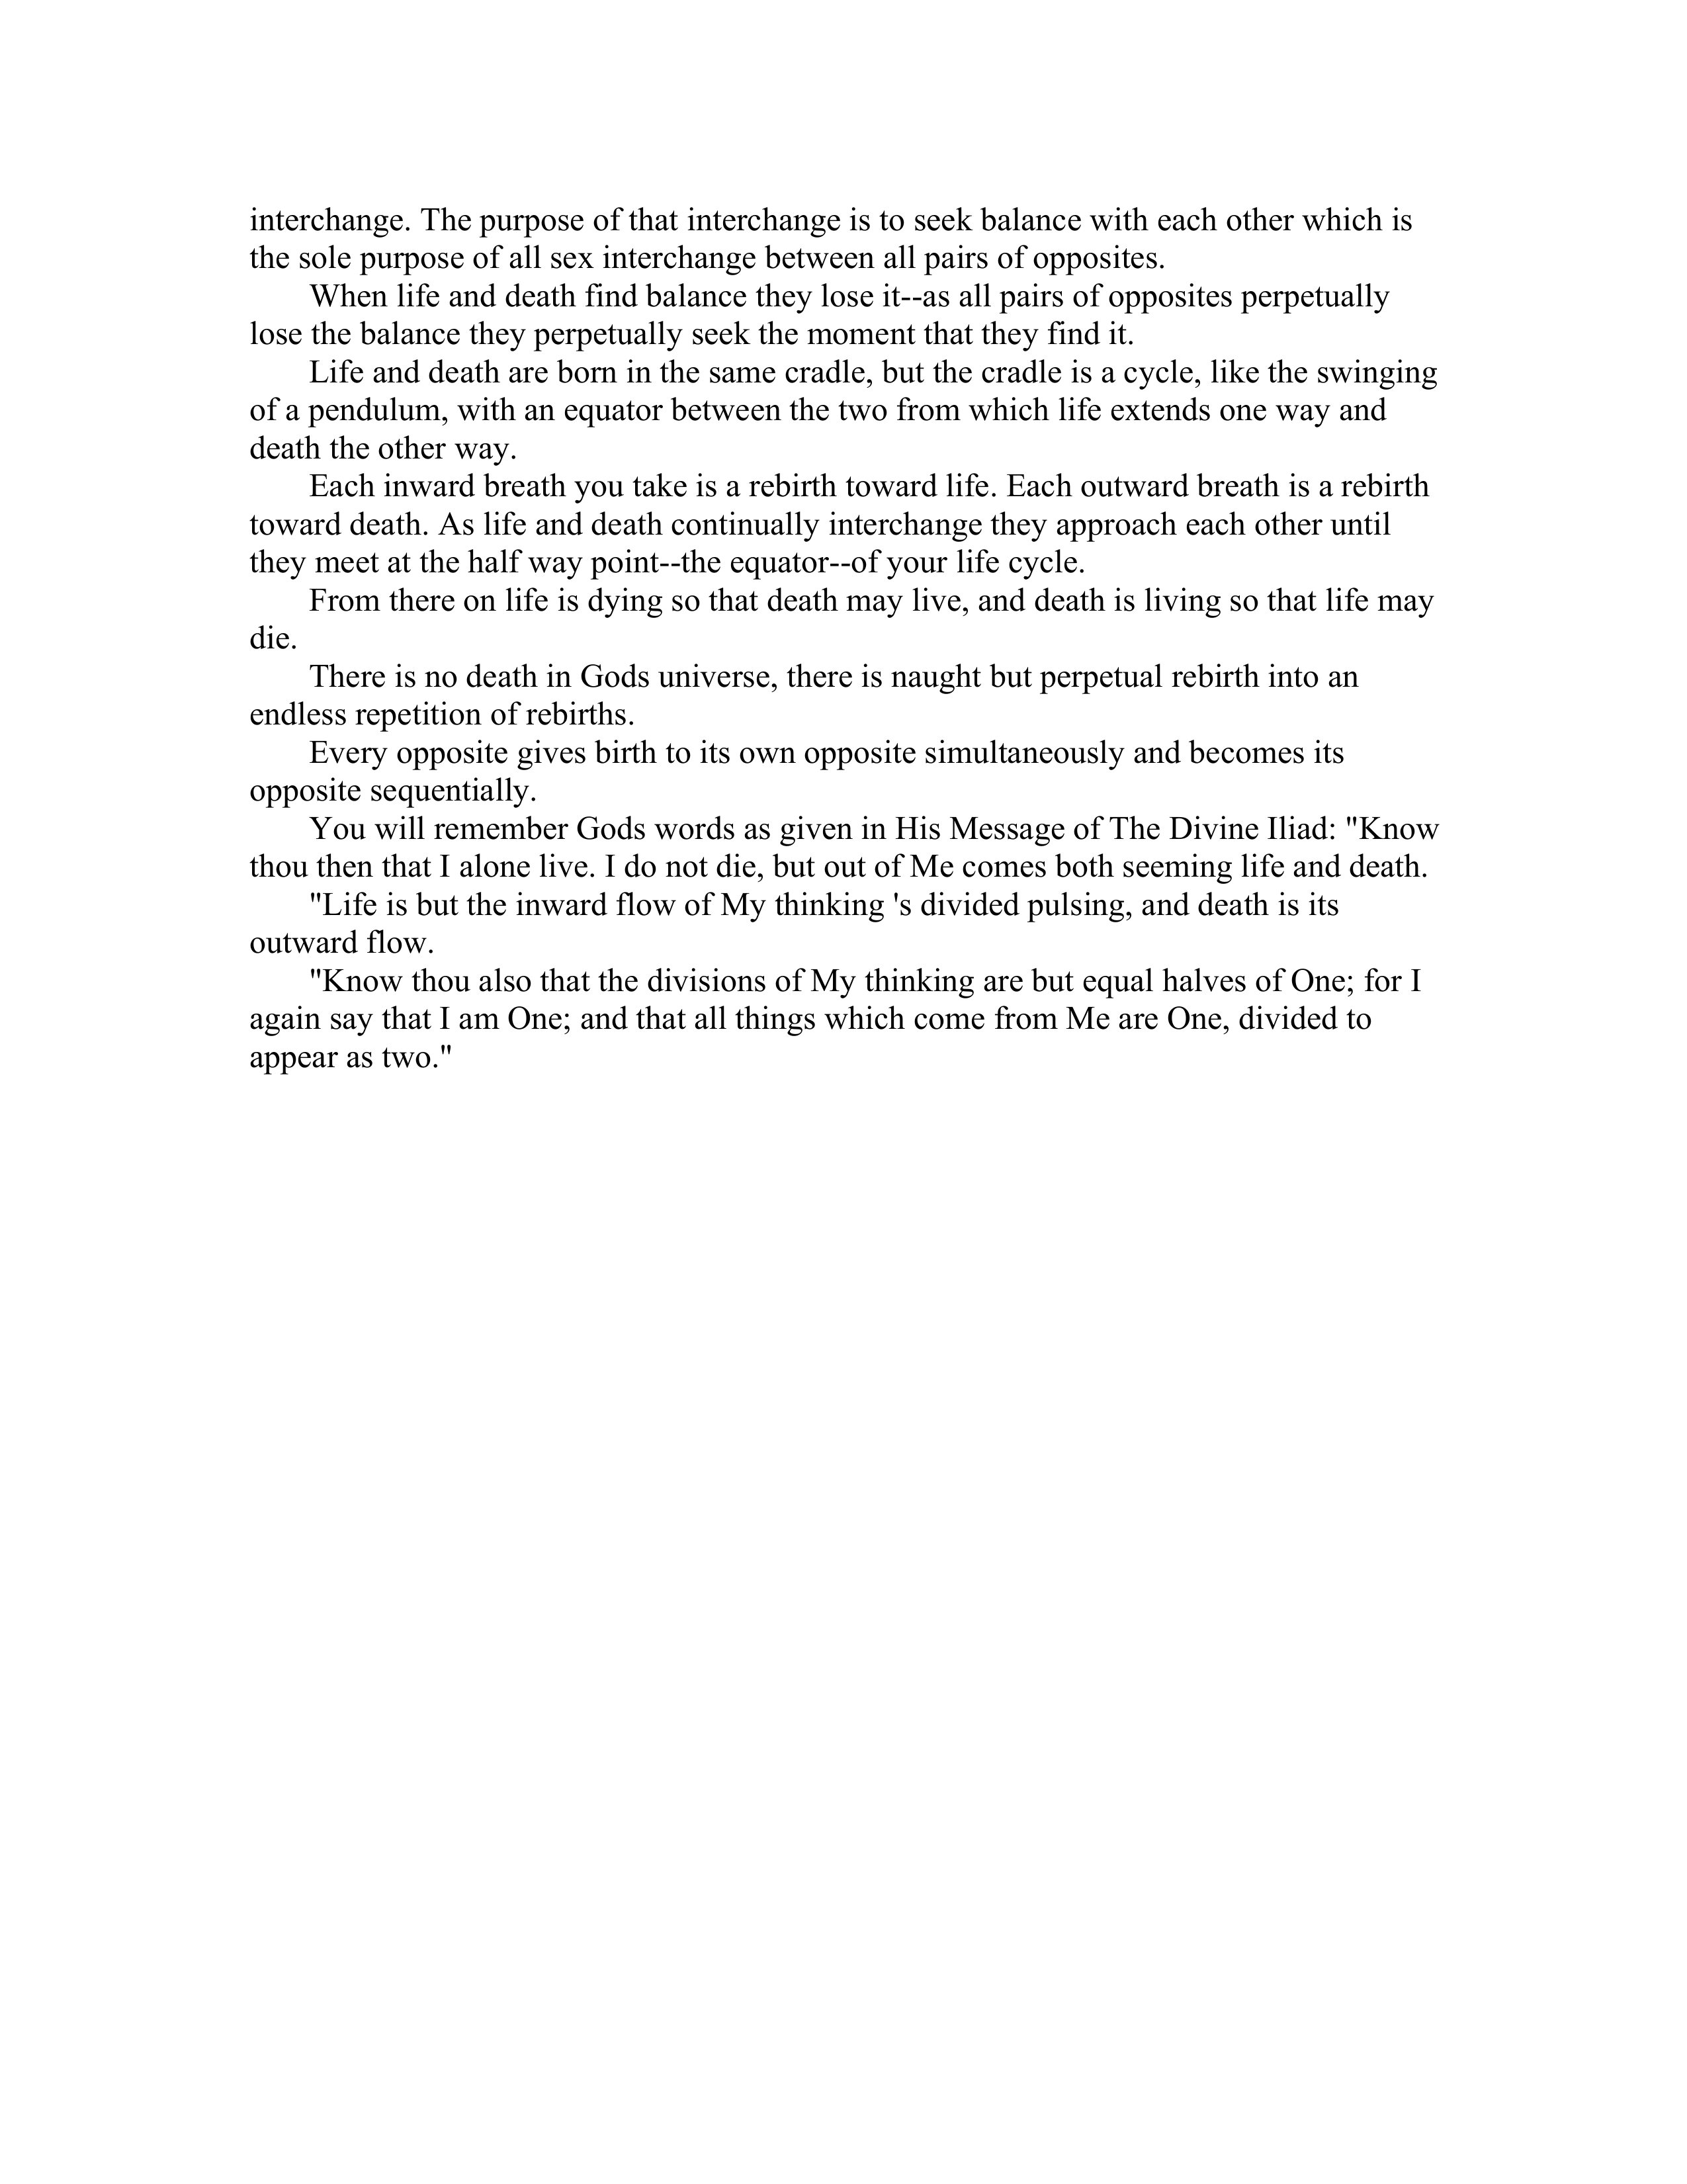 interchange. The purpose of that interchange is to seek balance with each other which is
the sole purpose of all sex interchange between all pairs of opposites.
When life and death find balance they lose it--as all pairs of opposites perpetually
lose the balance they perpetually seek the moment that they find it.
Life and death are born in the same cradle, but the cradle is a cycle, like the swinging
of a pendulum, with an equator between the two from which life extends one way and
death the other way.
Each inward breath you take is a rebirth toward life. Each outward breath is a rebirth
toward death. As life and death continually interchange they approach each other until
they meet at the half way point--the equator--of your life cycle.
From there on life is dying so that death may live, and death is living so that life may
die.
There is no death in Gods universe, there is naught but perpetual rebirth into an
endless repetition of rebirths.
Every opposite gives birth to its own opposite simultaneously and becomes its
opposite sequentially.
You will remember Gods words as given in His Message of The Divine Iliad: "Know
thou then that I alone live. I do not die, but out of Me comes both seeming life and death.
"Life is but the inward flow of My thinking 's divided pulsing, and death is its
outward flow.
"Know thou also that the divisions of My thinking are but equal halves of One; for I
again say that I am One; and that all things which come from Me are One, divided to
appear as two."